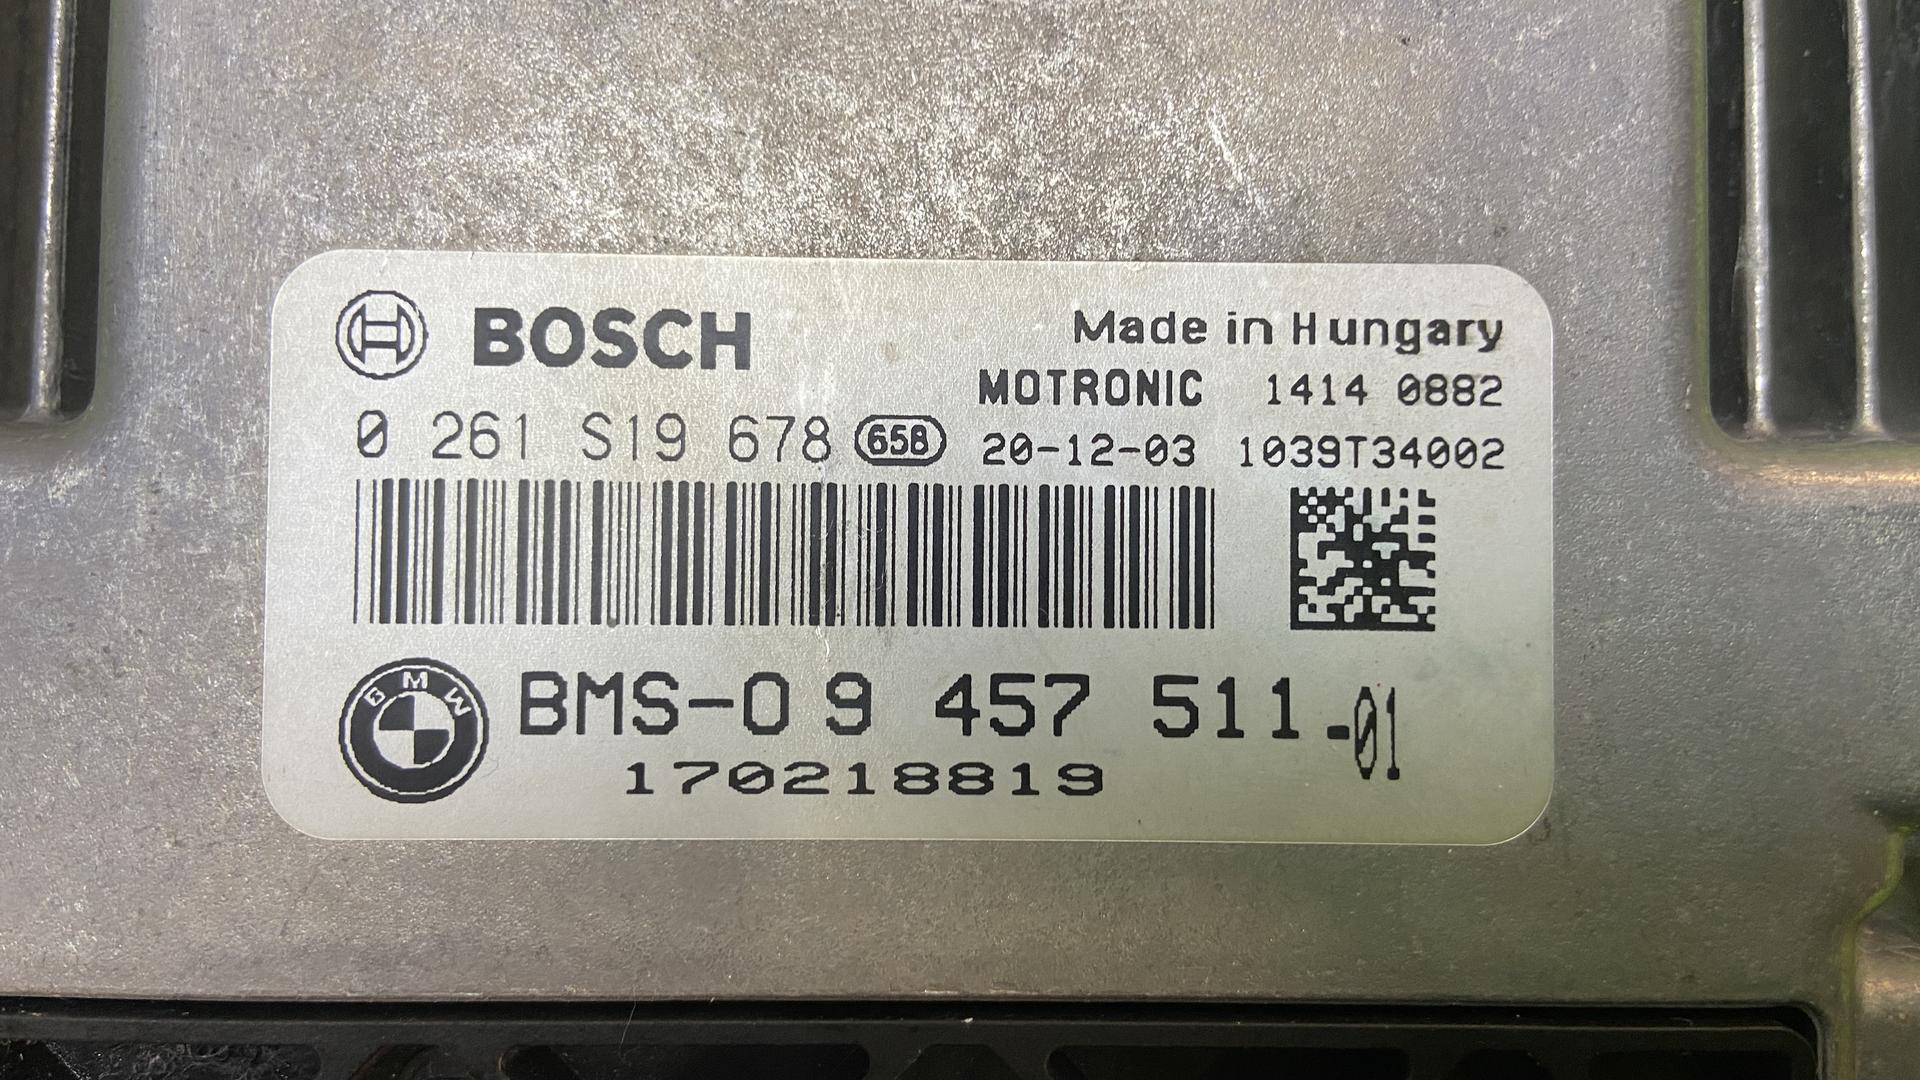 BOSCH
Made in Hungary
MOTRONIC 1414 0882
0 261 S19 678 658 20-12-03 1039T34002
BMW
BMS-O 9 457 511 -01
170218819